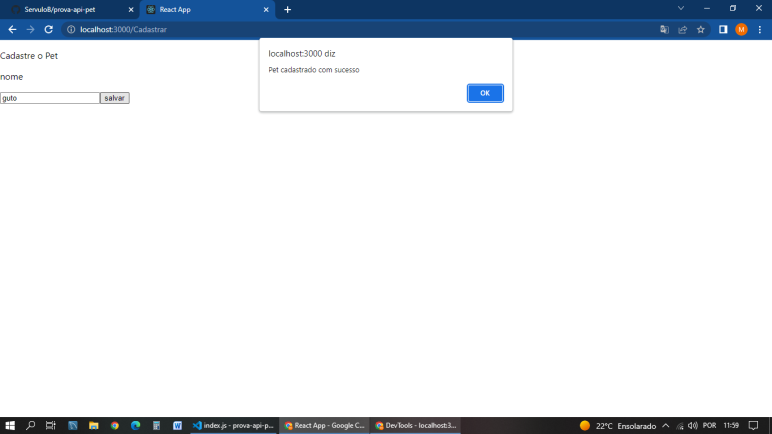 ServuloB/prova-api-pet
React App
localhost:3000/Cadastrar
M
Cadastre o Pet
nome
guto
salvar
localhost:3000 diz
Pet cadastrado com sucesso
OK
index.js - prova-api-p...
React App - Google C...
DevTools - localhost:3...
22°C Ensolarado
POR
11:59